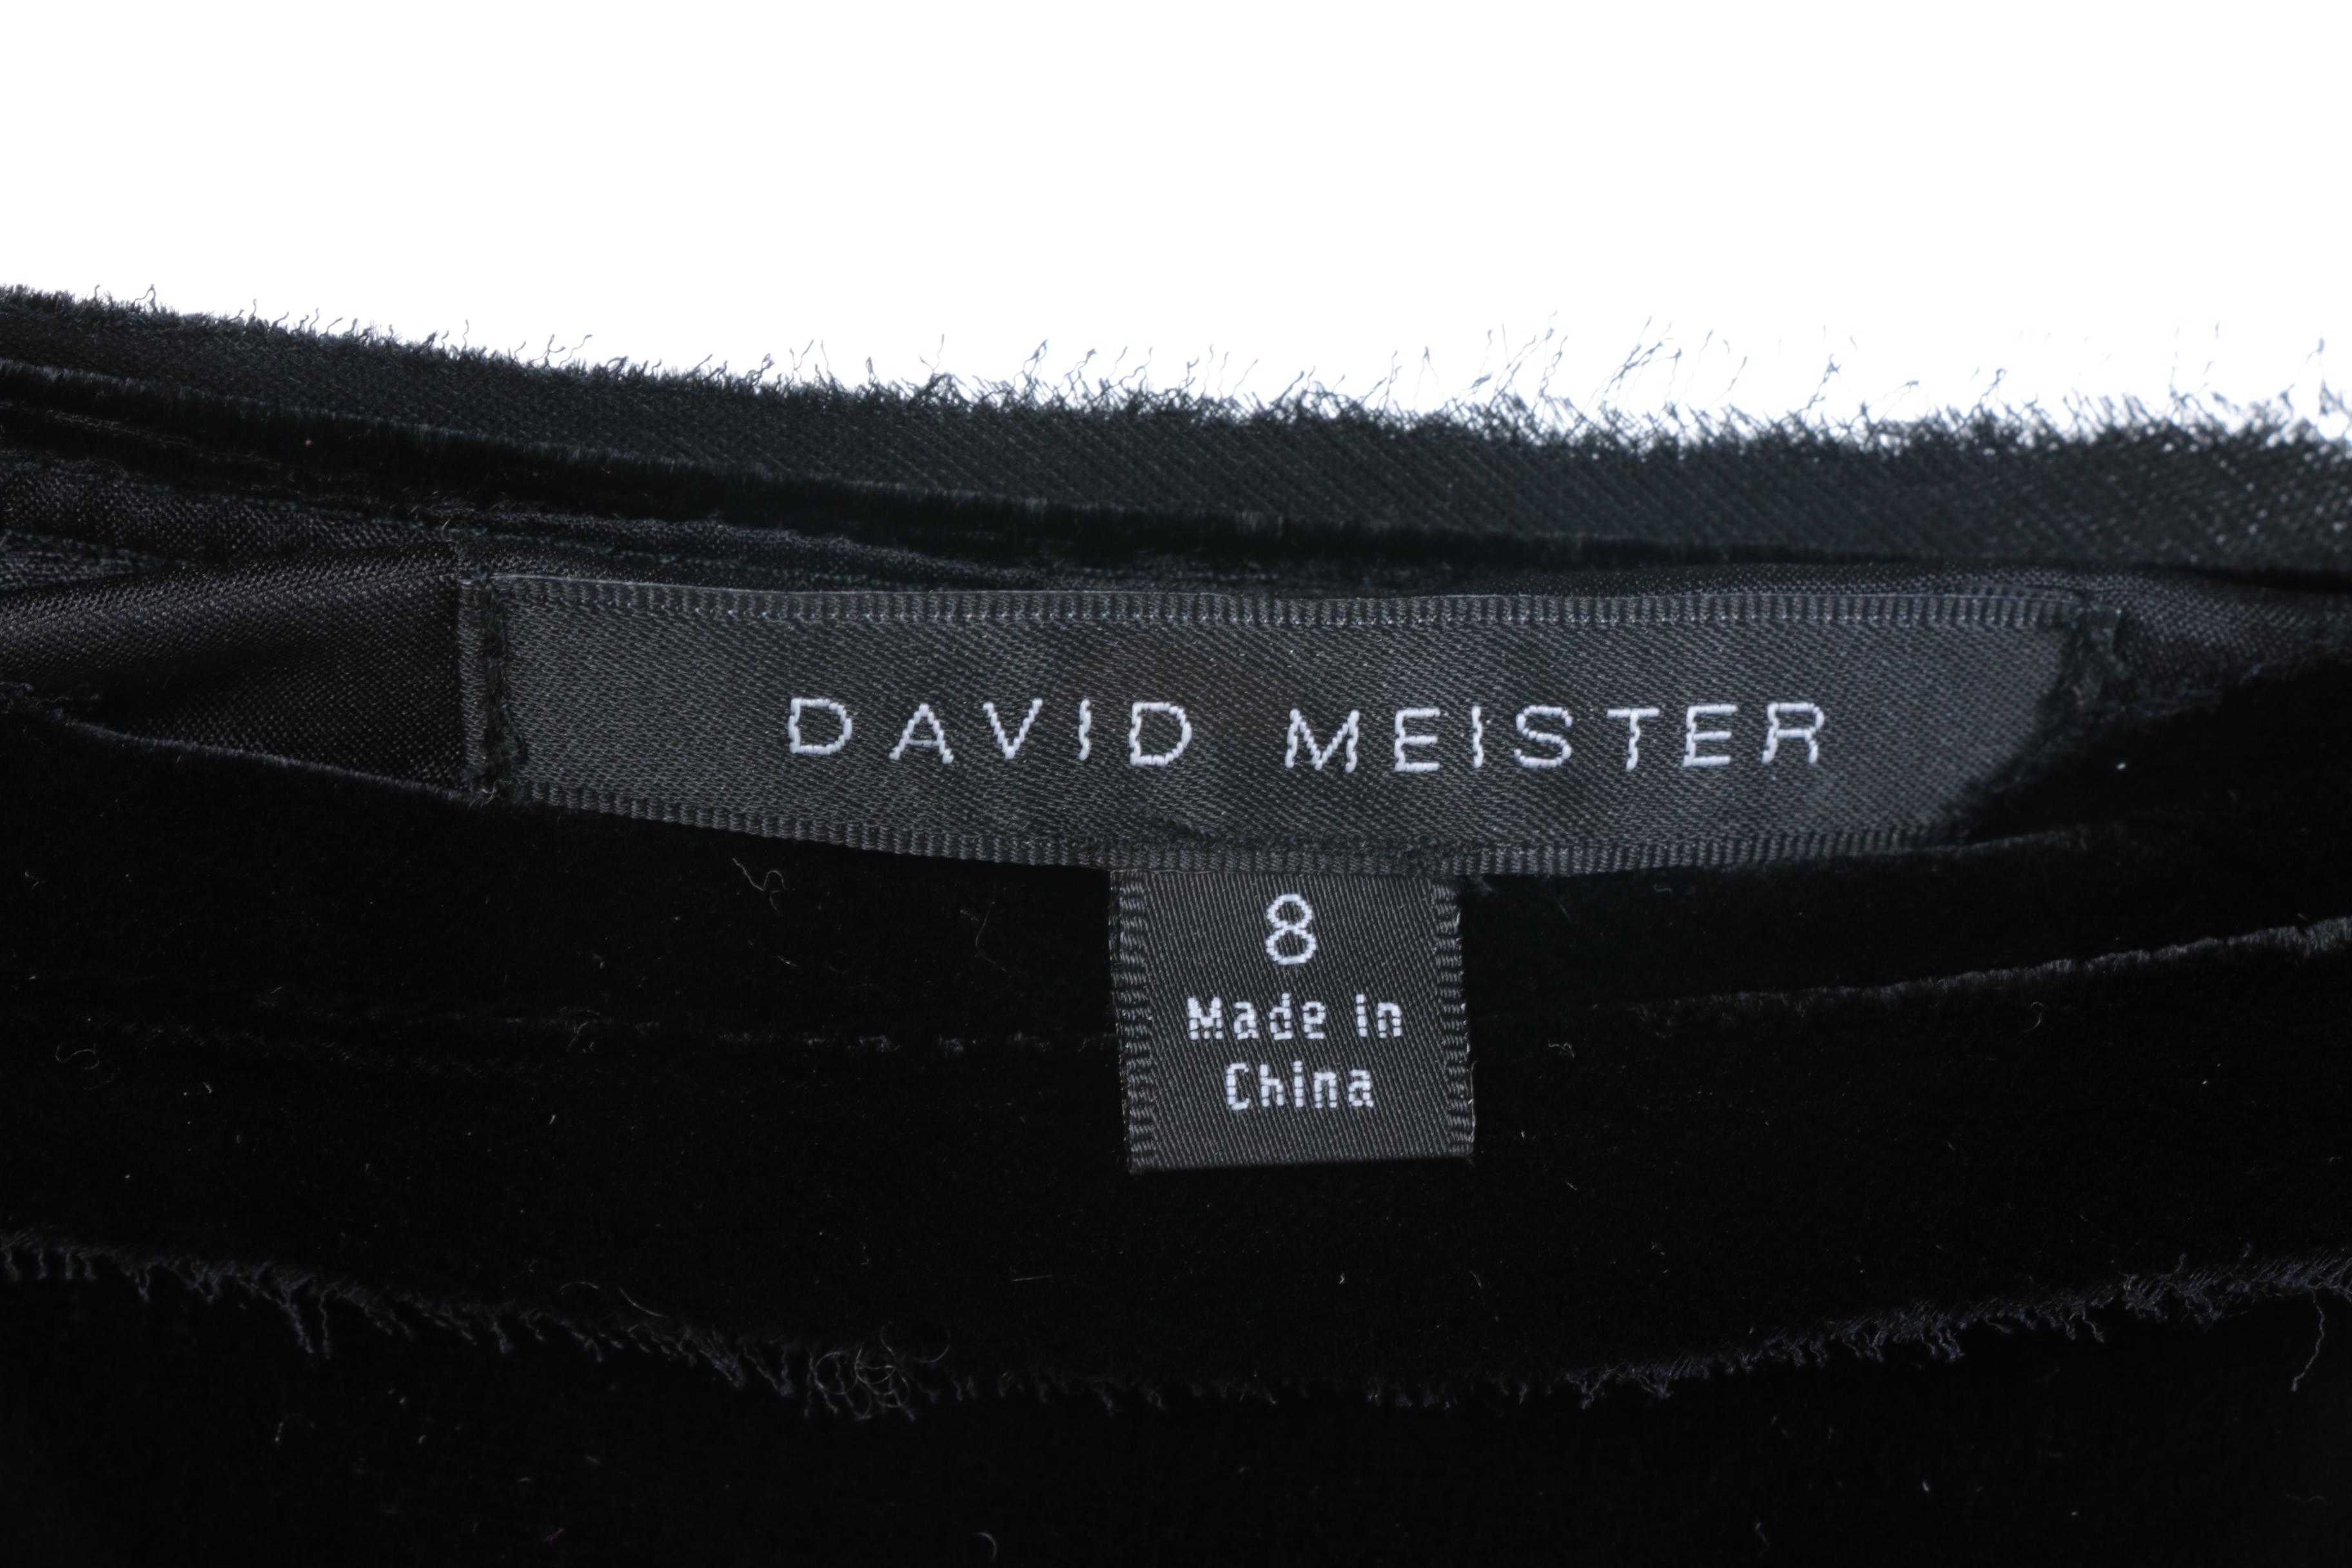 DAVID MEISTER
8
Made in
China